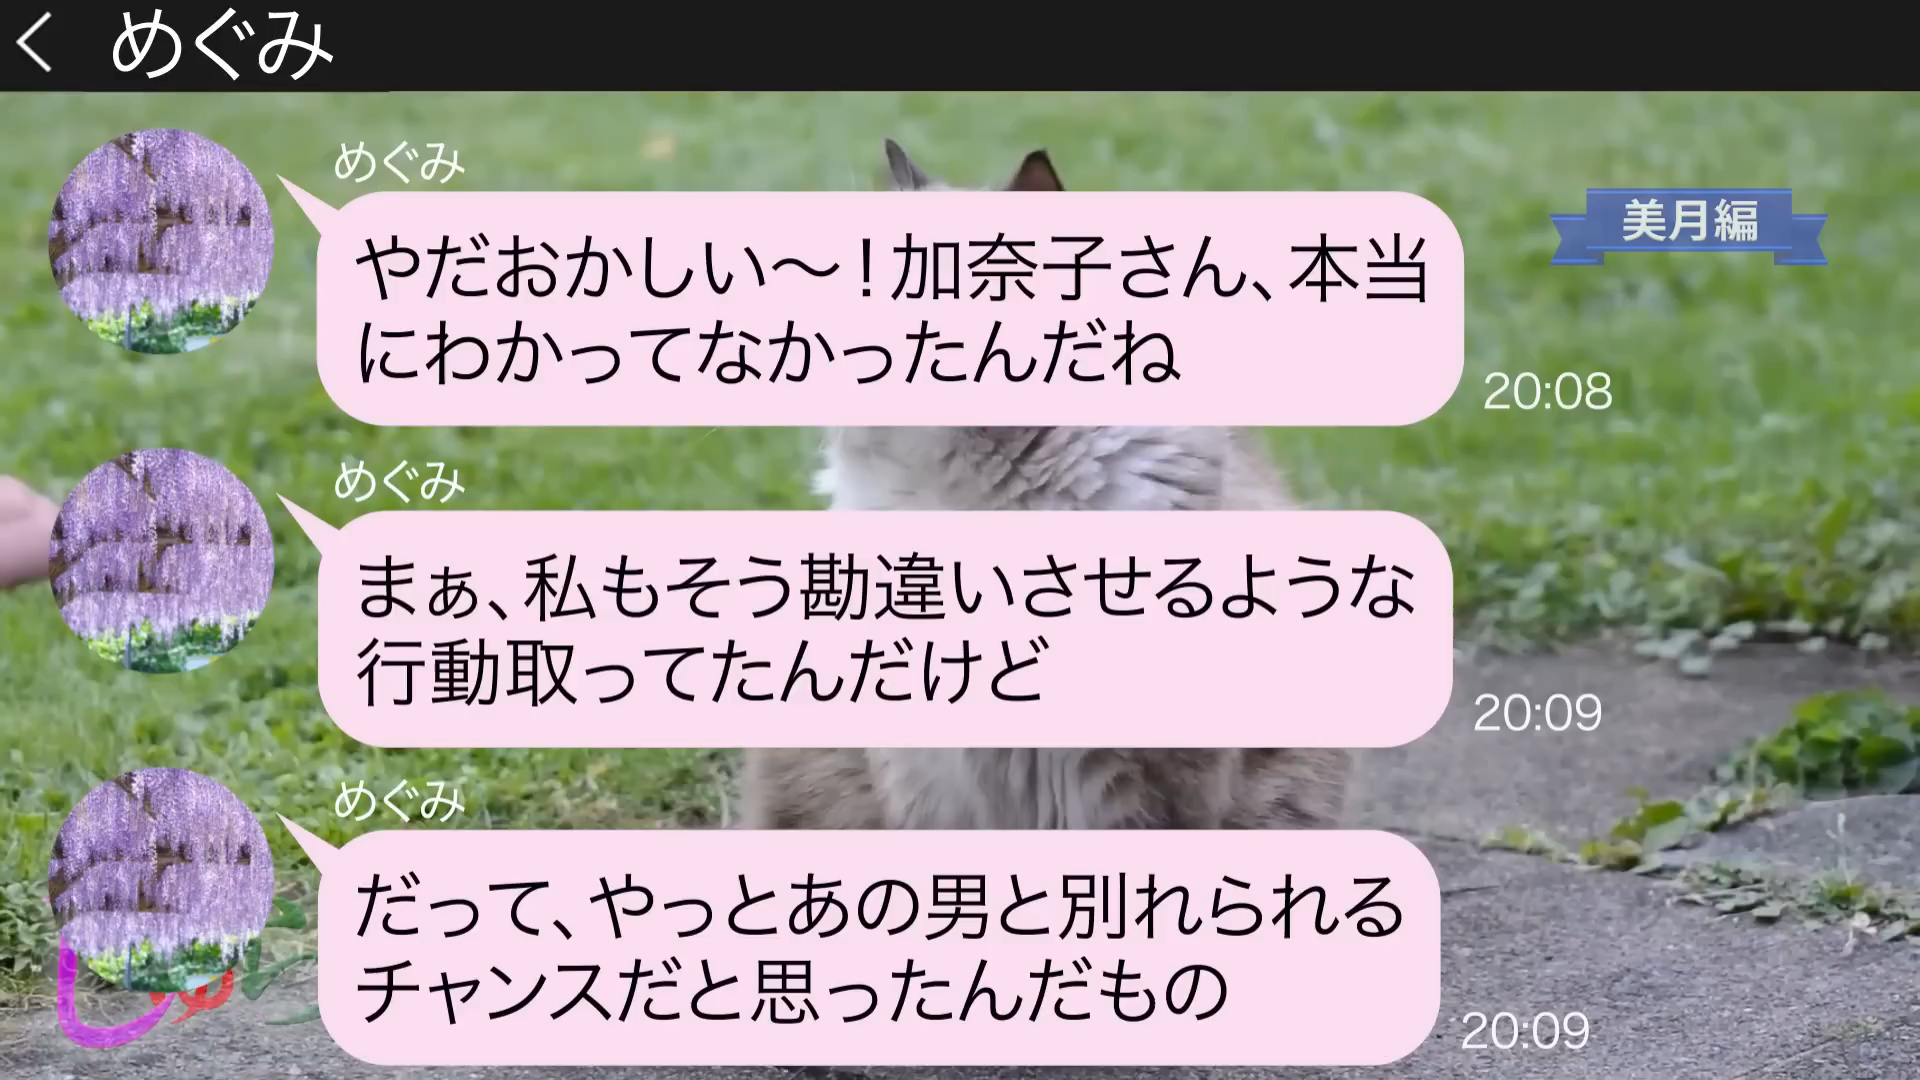 めぐみ
めぐみ
美月編
やだおかしい～！加奈子さん、本当
にわかってなかったんだね
20:08
めぐみ
まぁ、私もそう勘違いさせるような
行動取ってたんだけど
20:09
めぐみ
だって、やっとあの男と別れられる
チャンスだと思ったんだもの
20:09